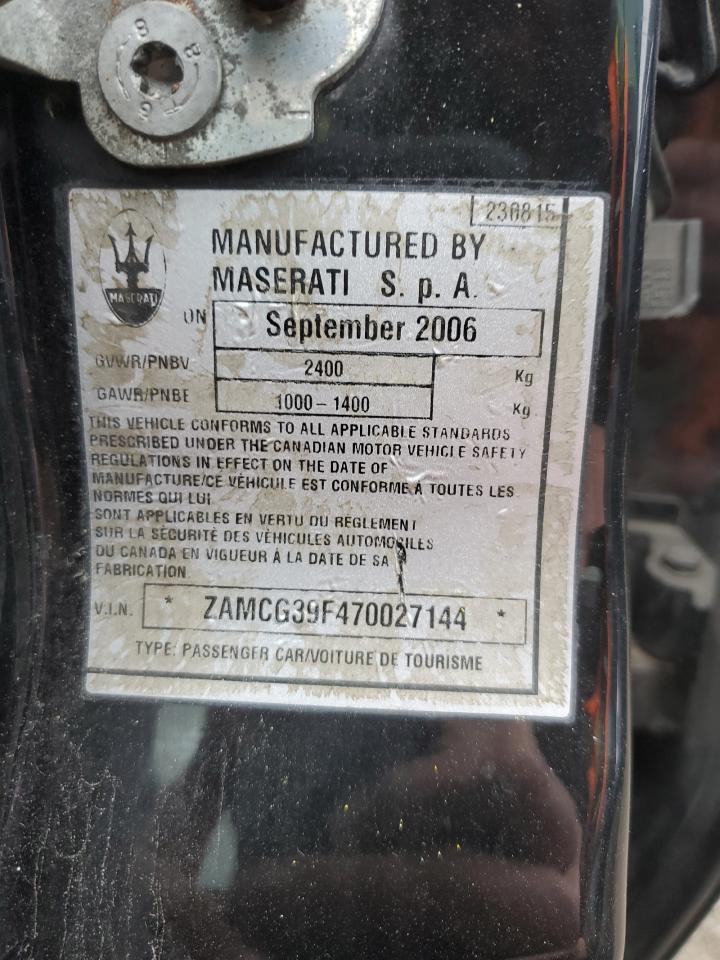 230815
MANUFACTURED BY
MASERATI S. p. A.
MASERATI
ON September 2006
GVWR/PNBV 2400 Kg
GAWR/PNBE 1000 – 1400 Kg
THIS VEHICLE CONFORMS TO ALL APPLICABLE STANDARDS
PRESCRIBED UNDER THE CANADIAN MOTOR VEHICLE SAFETY
REGULATIONS IN EFFECT ON THE DATE OF
MANUFACTURE/CE VÉHICULE EST CONFORME A TOUTES LES
NORMES QUI LUI
SONT APPLICABLES EN VERTU DU RÈGLEMENT
SUR LA SÉCURITÉ DES VÉHICULES AUTOMOBILES
DU CANADA EN VIGUEUR À LA DATE DE SA
FABRICATION
V.I.N. * ZAMCG39F470027144 *
TYPE: PASSENGER CAR/VOITURE DE TOURISME